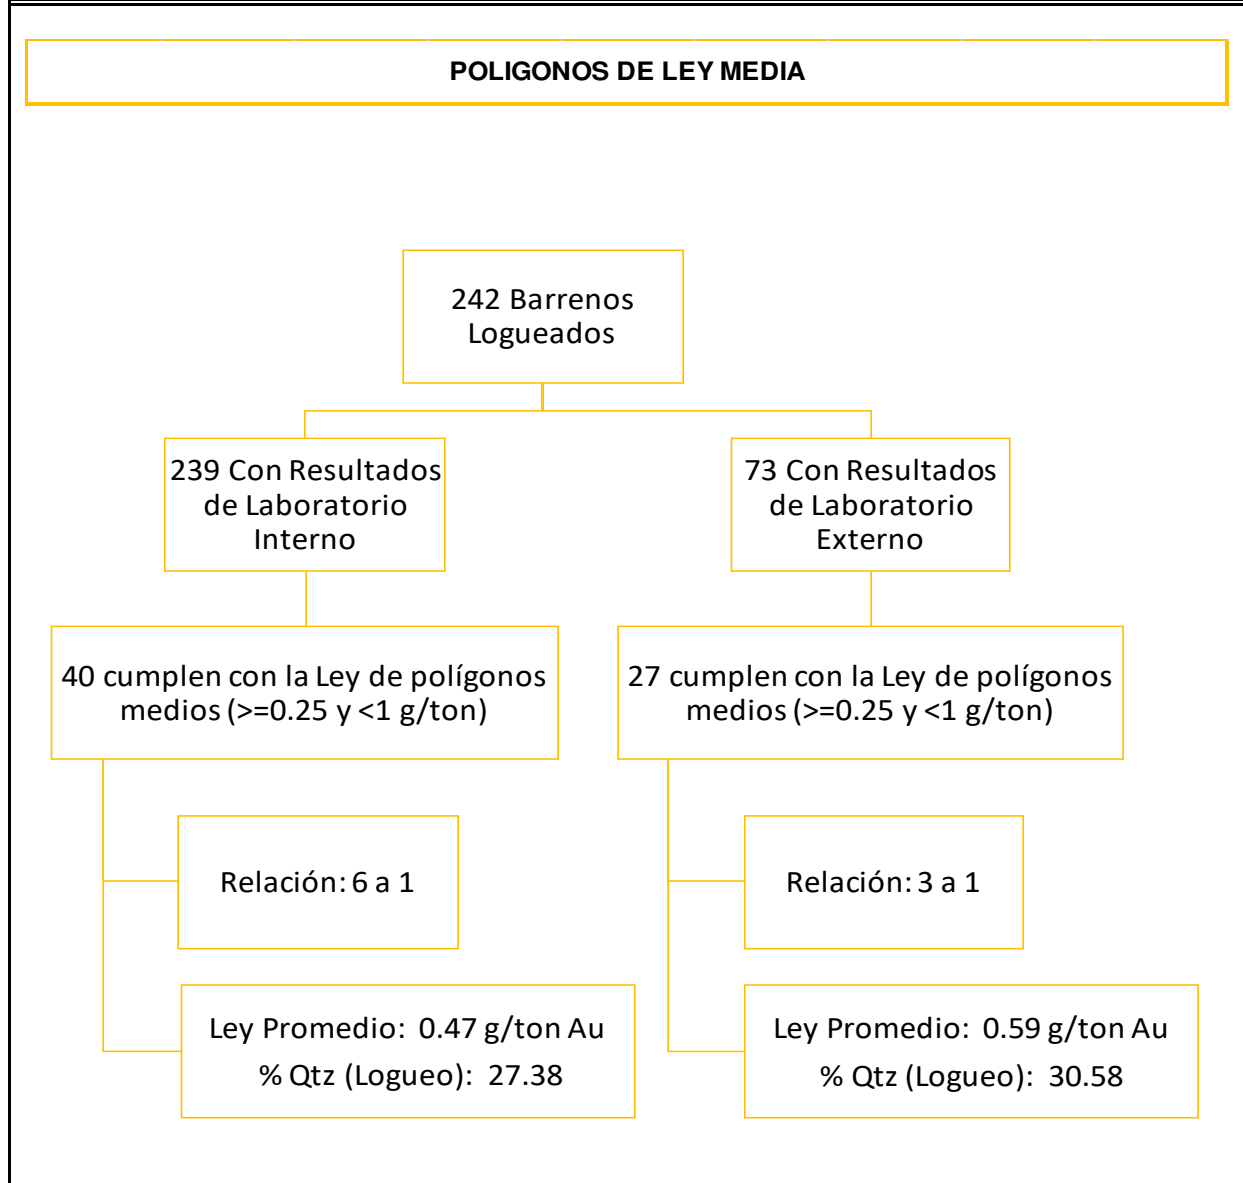 POLIGONOS DE LEY MEDIA
242 Barrenos
Logueados
239 Con Resultados
de Laboratorio
Interno
73 Con Resultados
de Laboratorio
Externo
40 cumplen con la Ley de polígonos
medios (>=0.25 y <1 g/ton)
27 cumplen con la Ley de polígonos
medios (>=0.25 y <1 g/ton)
Relación: 6 a 1
Relación: 3 a 1
Ley Promedio: 0.47 g/ton Au
% Qtz (Logueo): 27.38
Ley Promedio: 0.59 g/ton Au
% Qtz (Logueo): 30.58